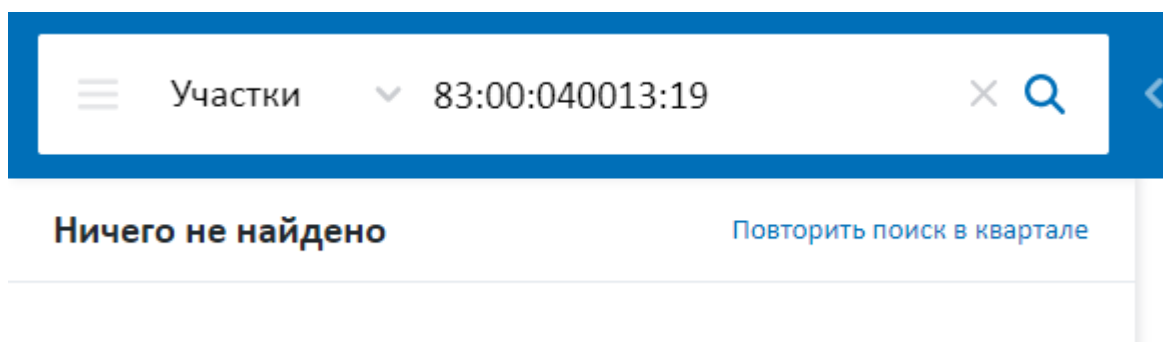 Участки 83:00:040013:19
Ничего не найдено Повторить поиск в квартале